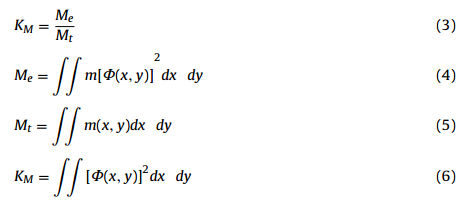 K_M = M_e / M_t (3)
M_e = ∬ m[Φ(x, y)]² dx dy (4)
M_t = ∬ m(x, y)dx dy (5)
K_M = ∬ [Φ(x, y)]² dx dy (6)